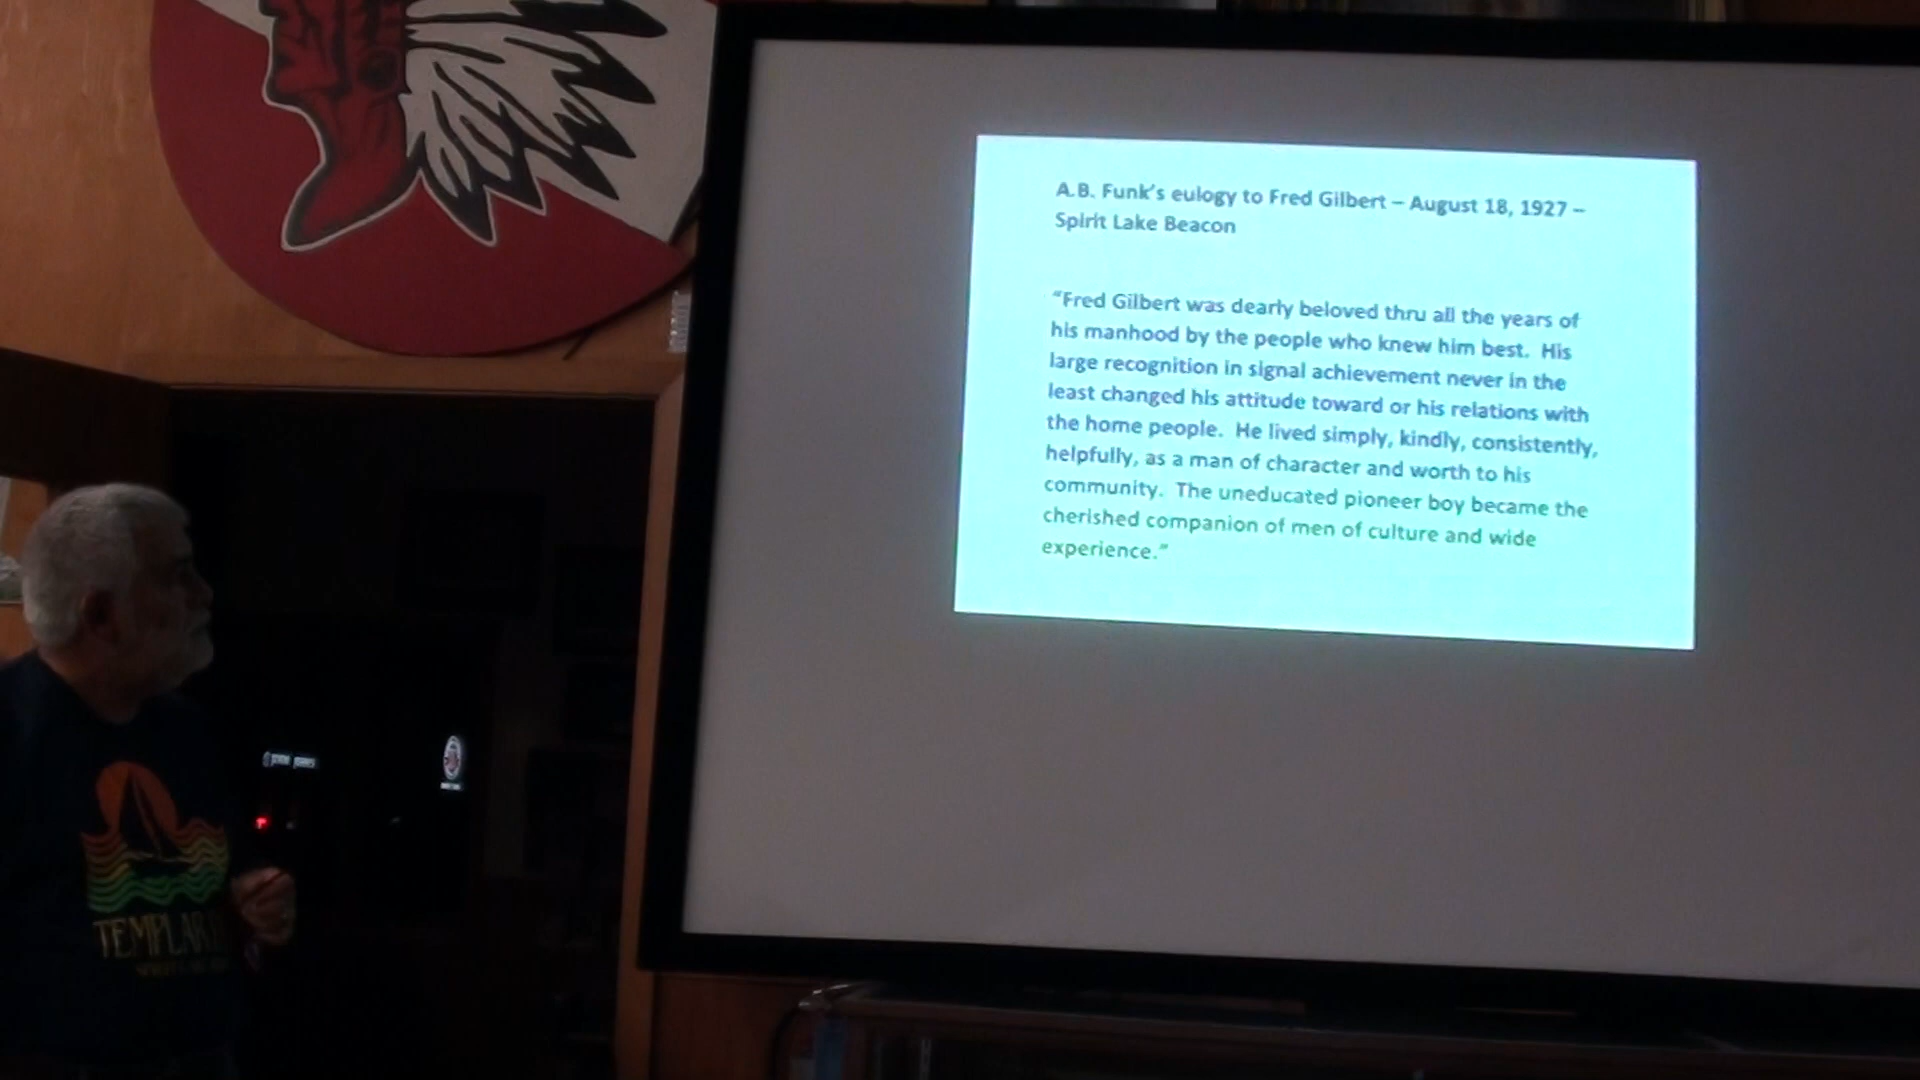 A.B. Funk's eulogy to Fred Gilbert – August 18, 1927 –
Spirit Lake Beacon
"Fred Gilbert was dearly beloved thru all the years of
his manhood by the people who knew him best.  His
large recognition in signal achievement never in the
least changed his attitude toward or his relations with
the home people.  He lived simply, kindly, consistently,
helpfully, as a man of character and worth to his
community.  The uneducated pioneer boy became the
cherished companion of men of culture and wide
experience."
TEMPLAR